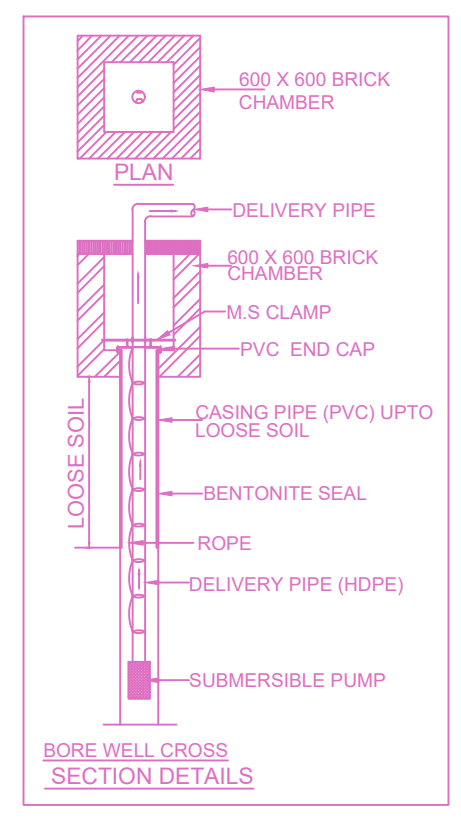 600 X 600 BRICK
CHAMBER
PLAN
DELIVERY PIPE
600 X 600 BRICK
CHAMBER
M.S CLAMP
PVC END CAP
CASING PIPE (PVC) UPTO
LOOSE SOIL
LOOSE SOIL
BENTONITE SEAL
ROPE
DELIVERY PIPE (HDPE)
SUBMERSIBLE PUMP
BORE WELL CROSS
SECTION DETAILS